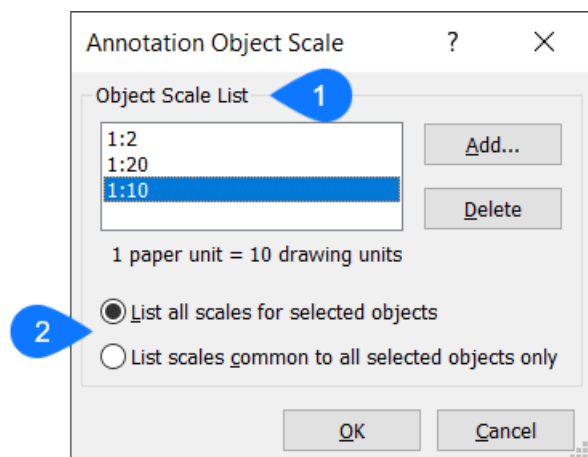 Annotation Object Scale ?
Object Scale List 1
1:2
1:20
1:10
Add...
Delete
1 paper unit = 10 drawing units
2
List all scales for selected objects
List scales common to all selected objects only
OK Cancel